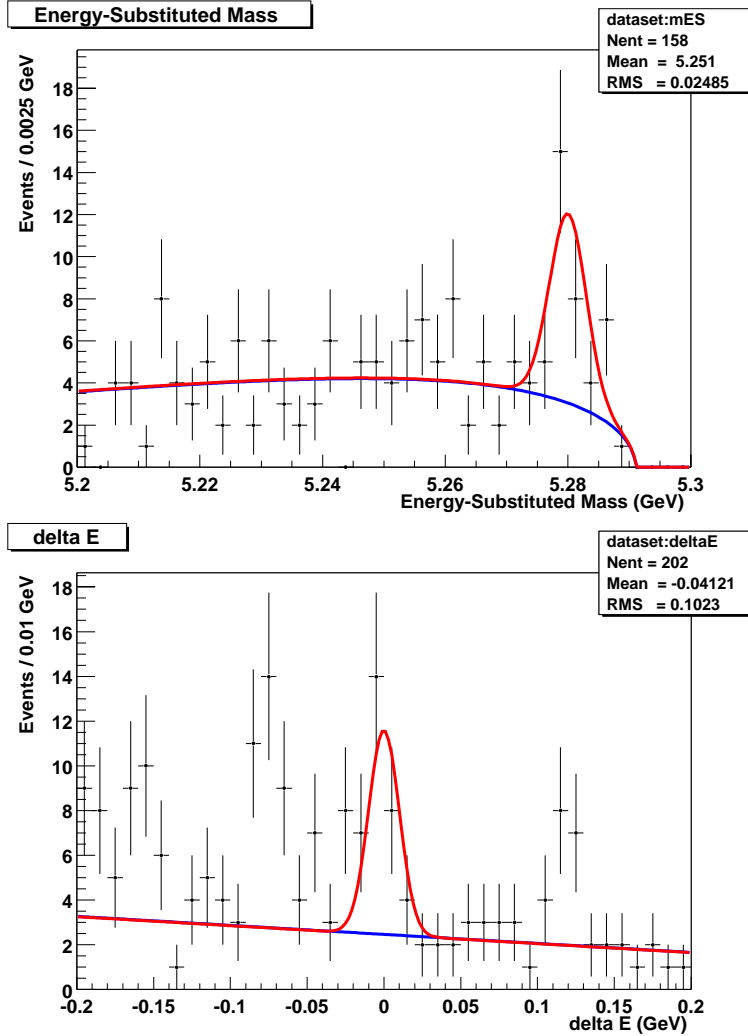 Energy-Substituted Mass
dataset:mES
Nent = 158
Mean = 5.251
RMS = 0.02485
Events / 0.0025 GeV
18
16
14
12
10
8
6
4
2
0
5.2 5.22 5.24 5.26 5.28 5.3
Energy-Substituted Mass (GeV)
delta E
dataset:deltaE
Nent = 202
Mean = -0.04121
RMS = 0.1023
Events / 0.01 GeV
18
16
14
12
10
8
6
4
2
0
-0.2 -0.15 -0.1 -0.05 0 0.05 0.1 0.15 0.2
delta E (GeV)